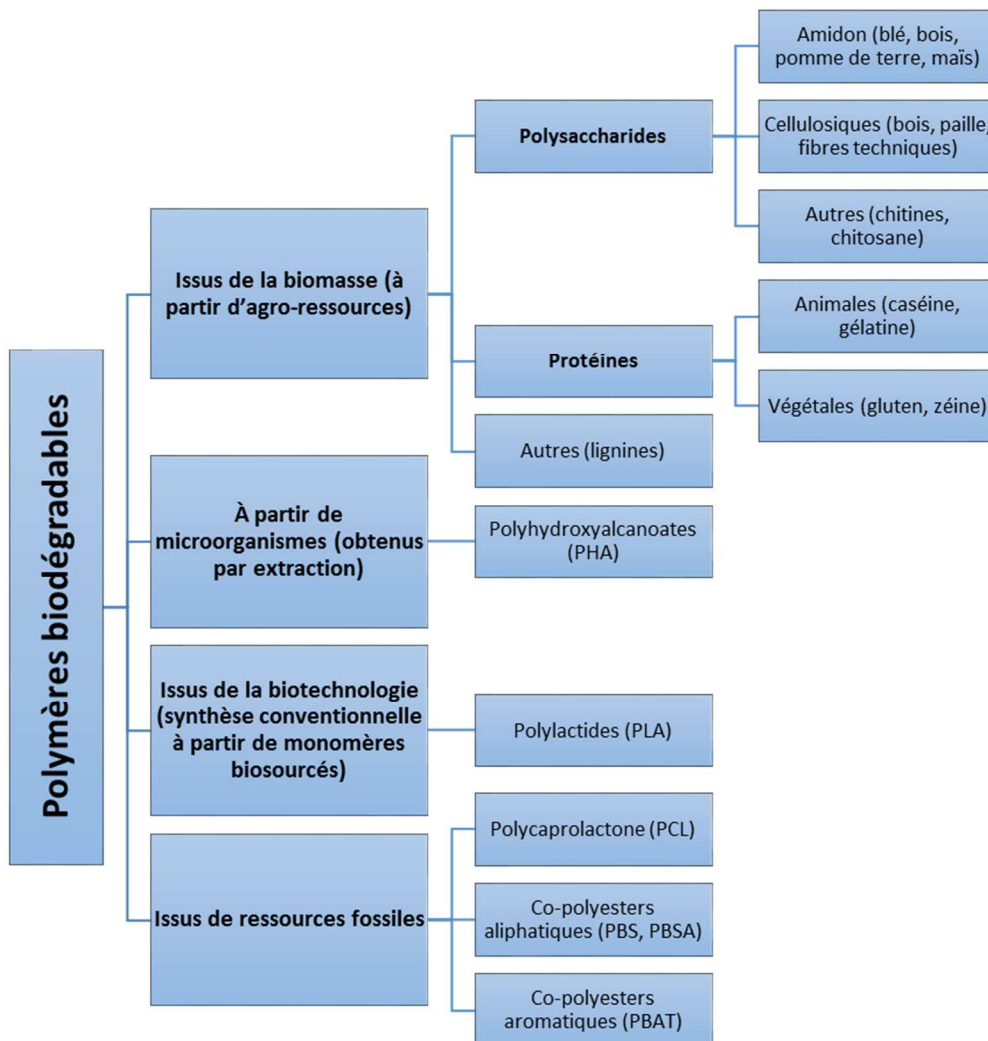 Polymères biodégradables
Issus de la biomasse (à
partir d’agro-ressources)
Polysaccharides
Amidon (blé, bois,
pomme de terre, maïs)
Cellulosiques (bois, paille,
fibres techniques)
Autres (chitines,
chitosane)
Protéines
Animales (caséine,
gélatine)
Végétales (gluten, zéine)
Autres (lignines)
À partir de
microorganismes (obtenus
par extraction)
Polyhydroxyalcanoates
(PHA)
Issus de la biotechnologie
(synthèse conventionnelle
à partir de monomères
biosourcés)
Polylactides (PLA)
Issus de ressources fossiles
Polycaprolactone (PCL)
Co-polyesters
aliphatiques (PBS, PBSA)
Co-polyesters
aromatiques (PBAT)